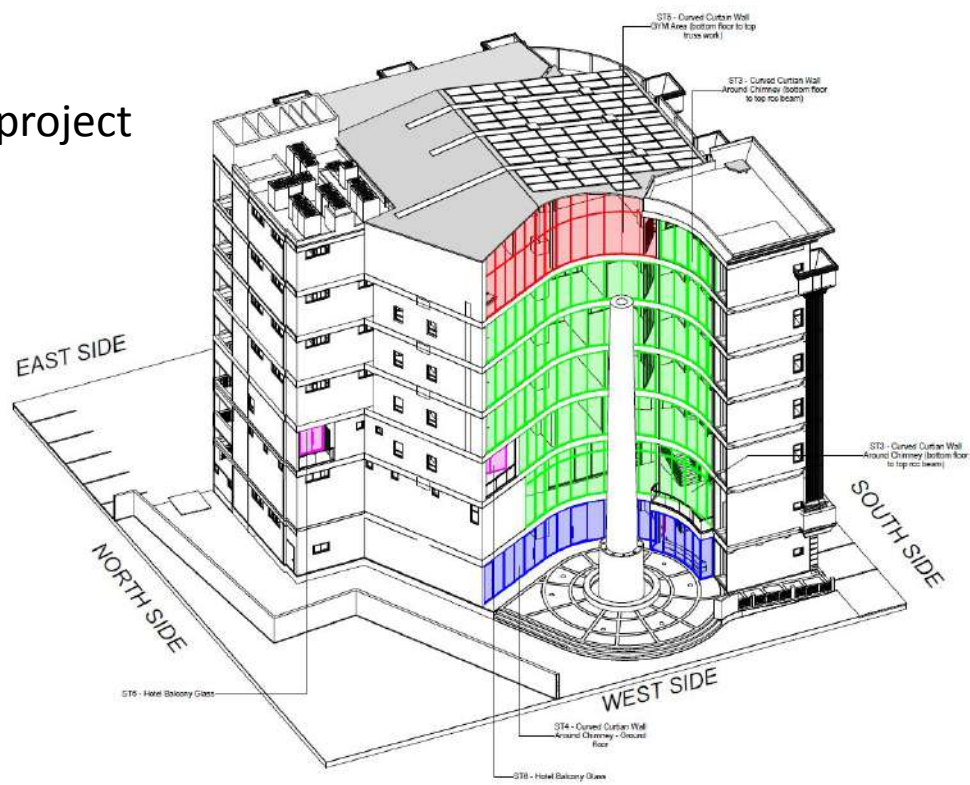 ST5 - Curved Curtain Wall
GYM Area (bottom floor to top
truss work)
ST3 - Curved Curtian Wall
Around Chimney (bottom floor
to top rcc beam)
project
EAST SIDE
ST3 - Curved Curtian Wall
Around Chimney (bottom floor
to top rcc beam)
SOUTH SIDE
NORTH SIDE
WEST SIDE
ST6 - Hotel Balcony Glass
ST4 - Curved Curtian Wall
Around Chimney - Ground
floor
ST6 - Hotel Balcony Glass